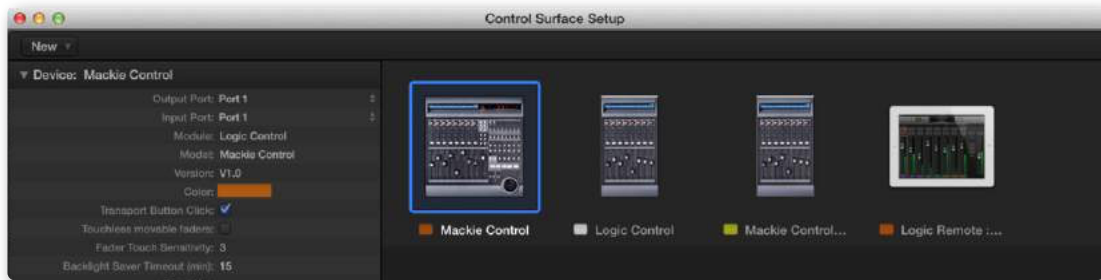 Control Surface Setup
New
Device: Mackie Control
Output Port: Port 1
Input Port: Port 1
Module: Logic Control
Model: Mackie Control
Version: V1.0
Color:
Transport Button Click:
Touchless movable faders:
Fader Touch Sensitivity: 3
Backlight Saver Timeout (min): 15
Mackie Control
Logic Control
Mackie Control...
Logic Remote :...